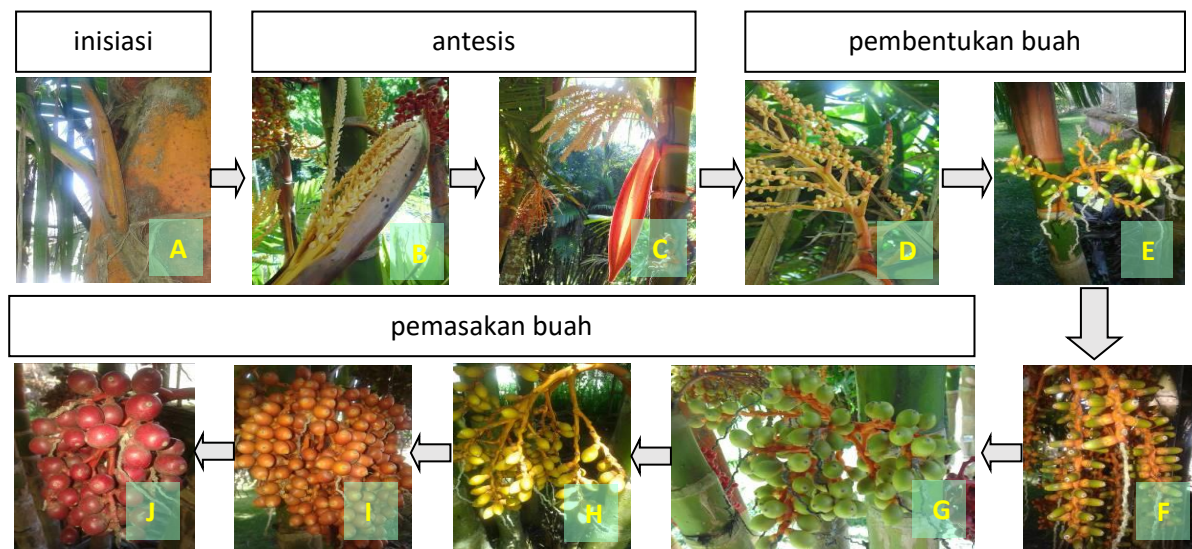 inisiasi
antesis
pembentukan buah
A
B
C
D
E
pemasakan buah
J
I
H
G
F